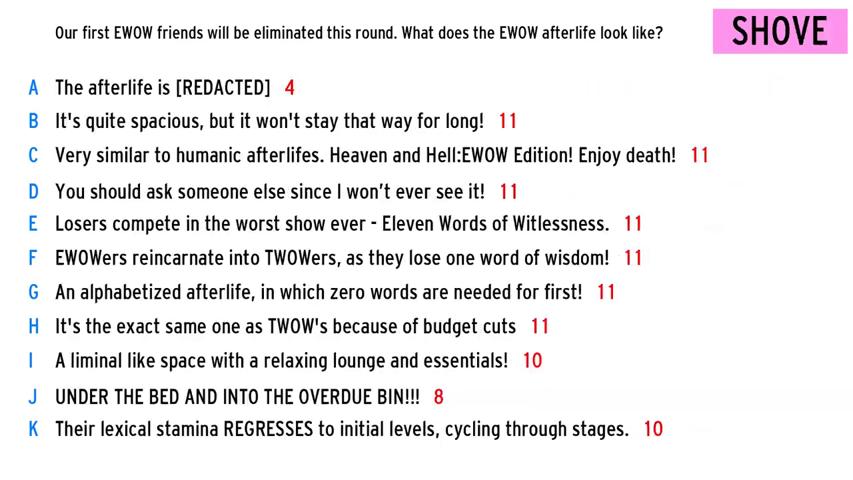 Our first EWOW friends will be eliminated this round. What does the EWOW afterlife look like?
SHOVE
A The afterlife is [REDACTED] 4
B It's quite spacious, but it won't stay that way for long! 11
C Very similar to humanic afterlifes. Heaven and Hell:EWOW Edition! Enjoy death! 11
D You should ask someone else since I won’t ever see it! 11
E Losers compete in the worst show ever - Eleven Words of Witlessness. 11
F EWOWers reincarnate into TWOWers, as they lose one word of wisdom! 11
G An alphabetized afterlife, in which zero words are needed for first! 11
H It's the exact same one as TWOW's because of budget cuts 11
I A liminal like space with a relaxing lounge and essentials! 10
J UNDER THE BED AND INTO THE OVERDUE BIN!!! 8
K Their lexical stamina REGRESSES to initial levels, cycling through stages. 10